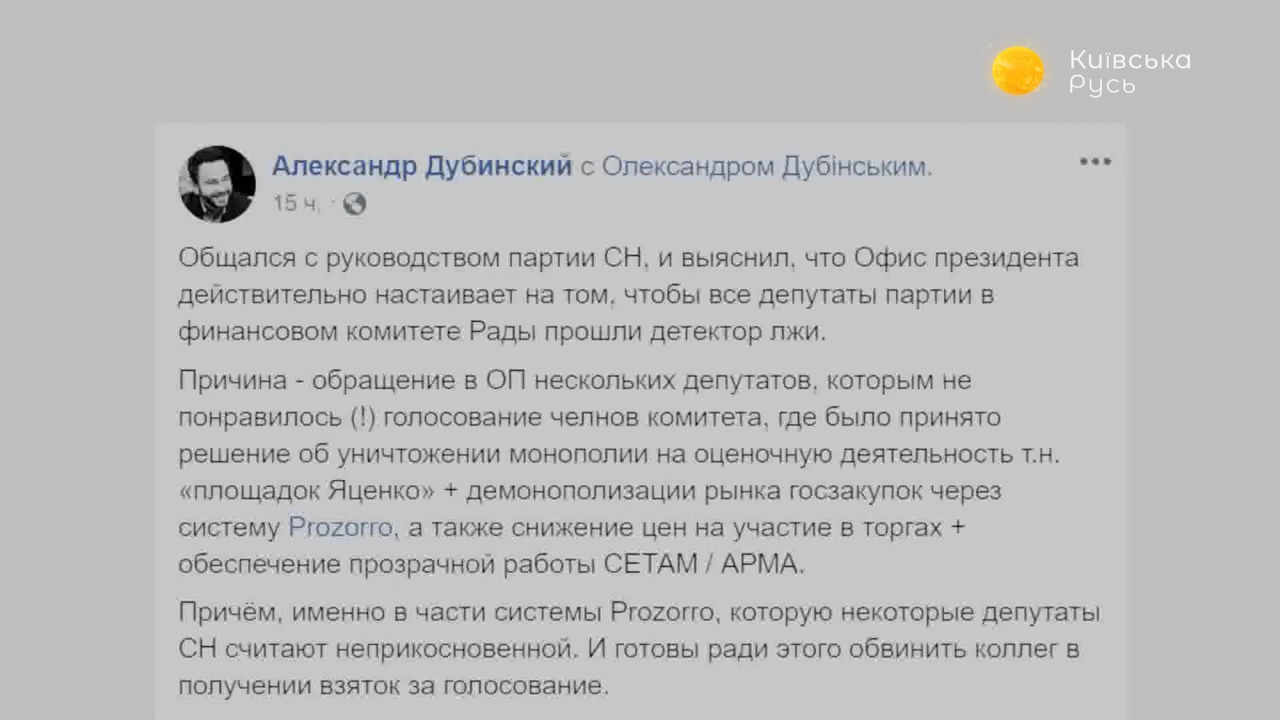 Київська
Русь
Александр Дубинский с Олександром Дубінським.
15 ч. ·
Общался с руководством партии СН, и выяснил, что Офис президента
действительно настаивает на том, чтобы все депутаты партии в
финансовом комитете Рады прошли детектор лжи.
Причина - обращение в ОП нескольких депутатов, которым не
понравилось (!) голосование челнов комитета, где было принято
решение об уничтожении монополии на оценочную деятельность т.н.
«площадок Яценко» + демонополизации рынка госзакупок через
систему Prozorro, а также снижение цен на участие в торгах +
обеспечение прозрачной работы СЕТАМ / АРМА.
Причём, именно в части системы Prozorro, которую некоторые депутаты
СН считают неприкосновенной. И готовы ради этого обвинить коллег в
получении взяток за голосование.